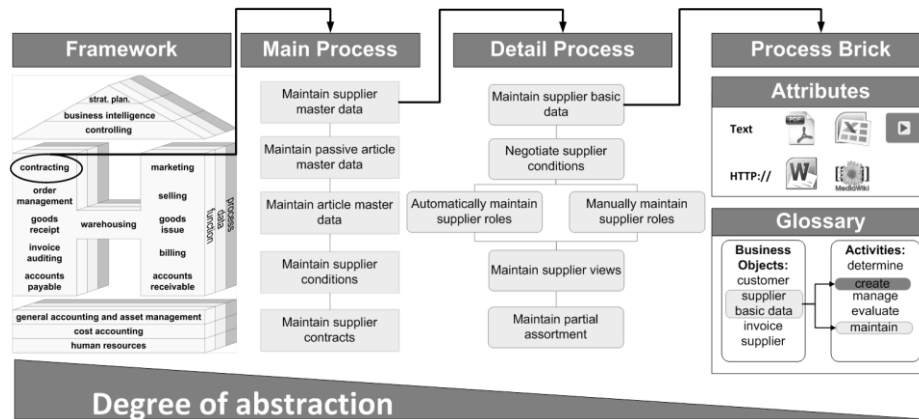 Framework
Main Process
Detail Process
Process Brick
strat. plan.
business intelligence
controlling
contracting
order
management
goods
receipt
invoice
auditing
accounts
payable
warehousing
marketing
selling
goods
issue
billing
accounts
receivable
process
data
function
general accounting and asset management
cost accounting
human resources
Maintain supplier
master data
Maintain passive article
master data
Maintain article master
data
Maintain supplier
conditions
Maintain supplier
contracts
Maintain supplier basic
data
Negotiate supplier
conditions
Automatically maintain
supplier roles
Manually maintain
supplier roles
Maintain supplier views
Maintain partial
assortment
Attributes
Text
PDF
X
HTTP://
W
[[ ]]
MediaWiki
Glossary
Business
Objects:
customer
supplier
basic data
invoice
supplier
Activities:
determine
create
manage
evaluate
maintain
Degree of abstraction